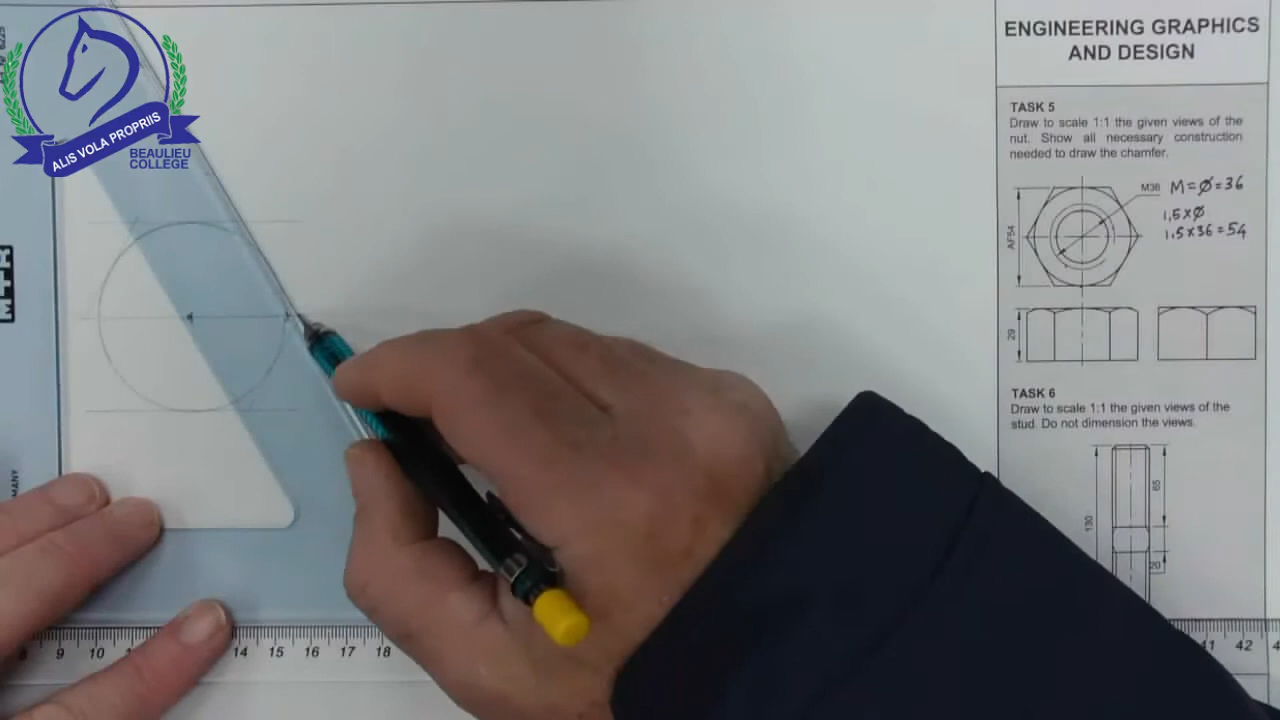 ALIS VOLA PROPRIIS
BEAULIEU
COLLEGE
M+R
ENGINEERING GRAPHICS
AND DESIGN
TASK 5
Draw to scale 1:1 the given views of the
nut. Show all necessary construction
needed to draw the chamfer.
M36 M=Ø=36
1,5×Ø
1.5×36=54
AF54
29
TASK 6
Draw to scale 1:1 the given views of the
stud. Do not dimension the views.
65
130
20
8 9 10 14 15 16 17 18 41 42